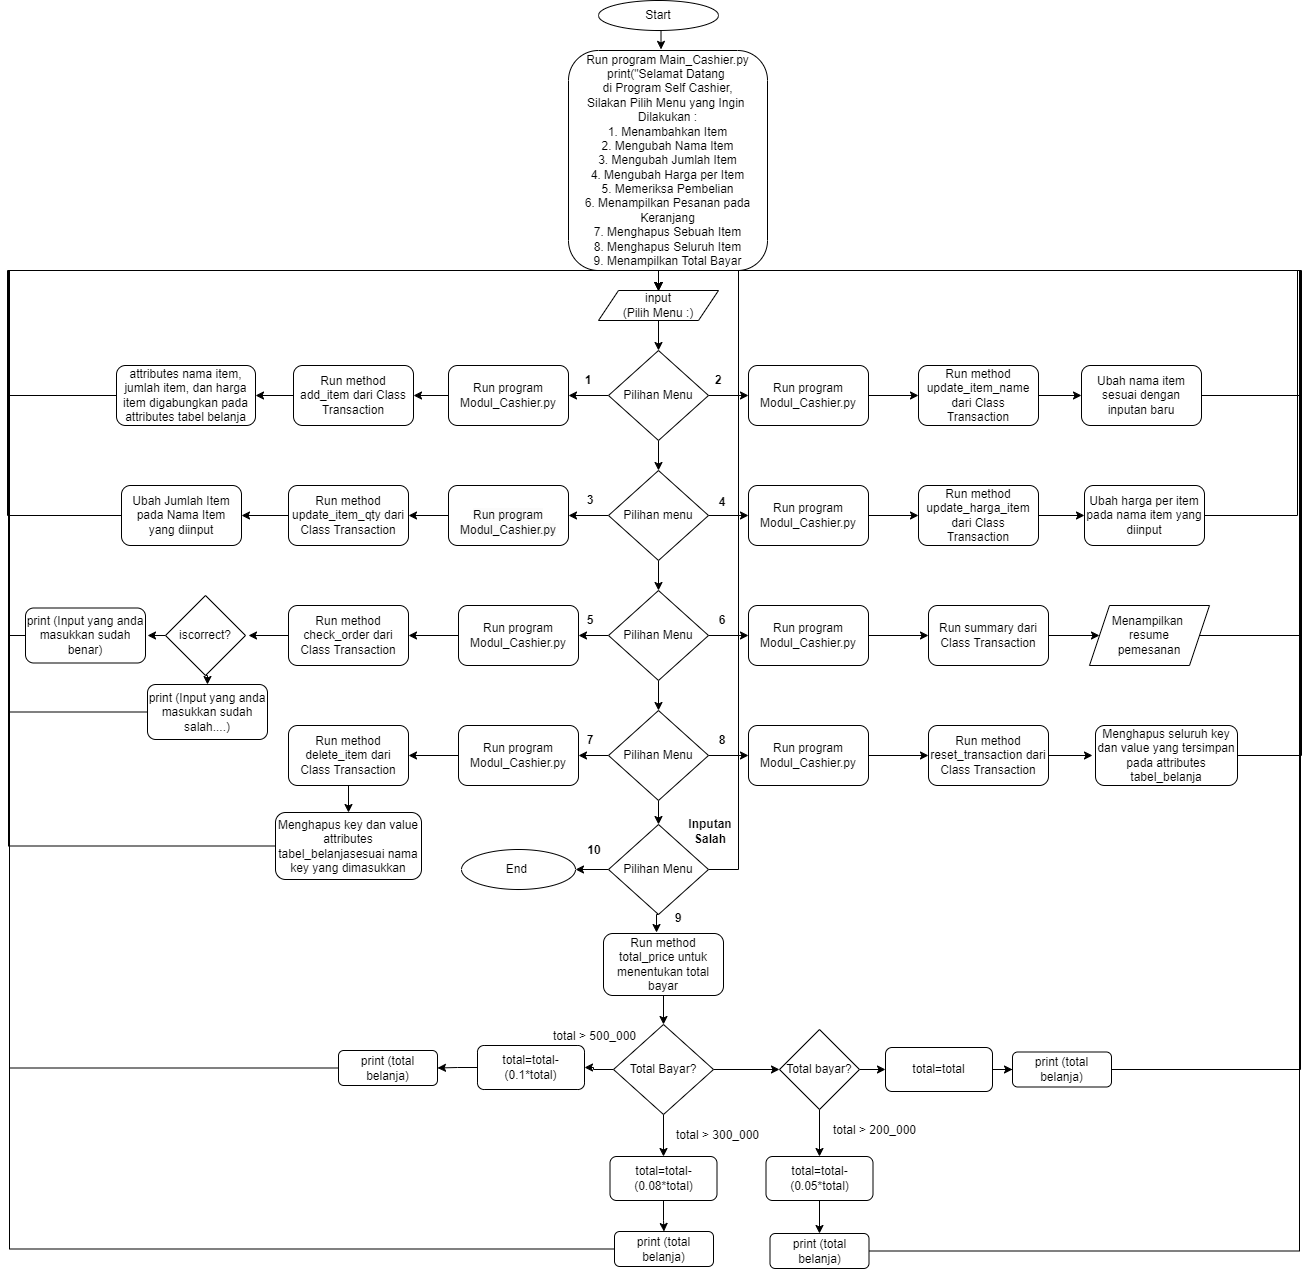 Start
Run program Main_Cashier.py
print("Selamat Datang
di Program Self Cashier,
Silakan Pilih Menu yang Ingin
Dilakukan :
1. Menambahkan Item
2. Mengubah Nama Item
3. Mengubah Jumlah Item
4. Mengubah Harga per Item
5. Memeriksa Pembelian
6. Menampilkan Pesanan pada
Keranjang
7. Menghapus Sebuah Item
8. Menghapus Seluruh Item
9. Menampilkan Total Bayar
input
(Pilih Menu :)
attributes nama item,
jumlah item, dan harga
item digabungkan pada
attributes tabel belanja
Run method
add_item dari Class
Transaction
Run program
Modul_Cashier.py
1
Pilihan Menu
2
Run program
Modul_Cashier.py
Run method
update_item_name
dari Class
Transaction
Ubah nama item
sesuai dengan
inputan baru
Ubah Jumlah Item
pada Nama Item
yang diinput
Run method
update_item_qty dari
Class Transaction
Run program
Modul_Cashier.py
3
Pilihan menu
4
Run program
Modul_Cashier.py
Run method
update_harga_item
dari Class
Transaction
Ubah harga per item
pada nama item yang
diinput
print (Input yang anda
masukkan sudah
benar)
iscorrect?
Run method
check_order dari
Class Transaction
Run program
Modul_Cashier.py
5
Pilihan Menu
6
Run program
Modul_Cashier.py
Run summary dari
Class Transaction
Menampilkan
resume
pemesanan
print (Input yang anda
masukkan sudah
salah....)
Run method
delete_item dari
Class Transaction
Run program
Modul_Cashier.py
7
Pilihan Menu
8
Run program
Modul_Cashier.py
Run method
reset_transaction dari
Class Transaction
Menghapus seluruh key
dan value yang tersimpan
pada attributes
tabel_belanja
Menghapus key dan value
attributes
tabel_belanjasesuai nama
key yang dimasukkan
End
10
Pilihan Menu
Inputan
Salah
9
Run method
total_price untuk
menentukan total
bayar
total > 500_000
print (total
belanja)
total=total-
(0.1*total)
Total Bayar?
Total bayar?
total=total
print (total
belanja)
total > 300_000
total > 200_000
total=total-
(0.08*total)
total=total-
(0.05*total)
print (total
belanja)
print (total
belanja)